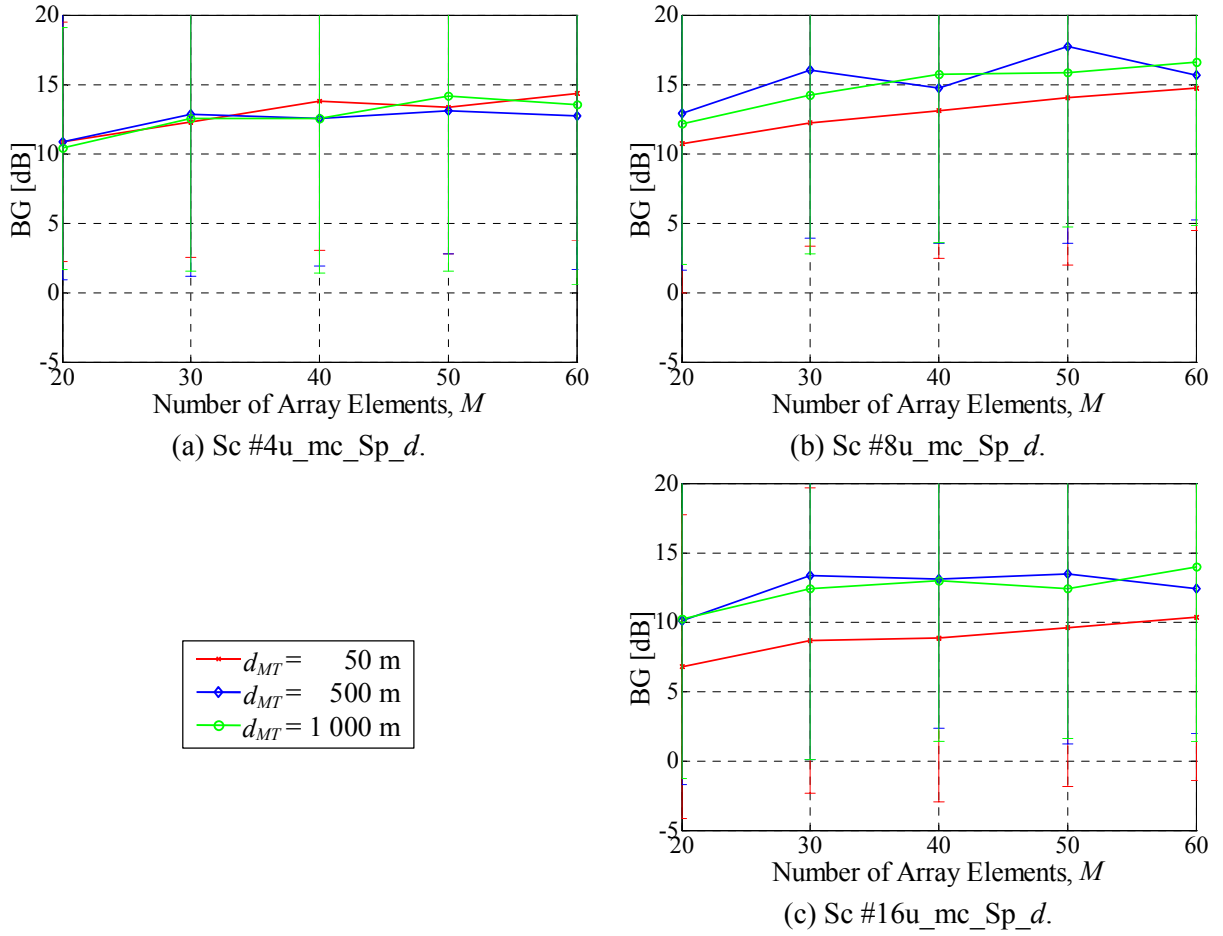 20
15
10
5
0
-5
BG [dB]
20 30 40 50 60
Number of Array Elements, M
(a) Sc #4u_mc_Sp_d.
20
15
10
5
0
-5
BG [dB]
20 30 40 50 60
Number of Array Elements, M
(b) Sc #8u_mc_Sp_d.
d_MT = 50 m
d_MT = 500 m
d_MT = 1 000 m
20
15
10
5
0
-5
BG [dB]
20 30 40 50 60
Number of Array Elements, M
(c) Sc #16u_mc_Sp_d.